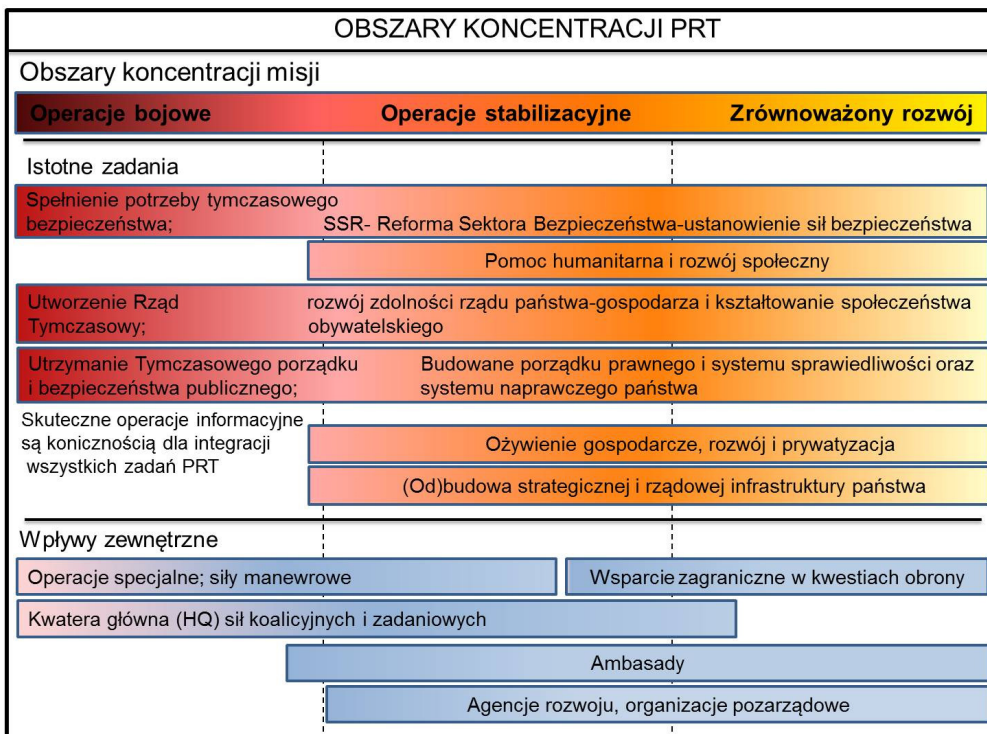 OBSZARY KONCENTRACJI PRT
Obszary koncentracji misji
Operacje bojowe
Operacje stabilizacyjne
Zrównoważony rozwój
Istotne zadania
Spełnienie potrzeby tymczasowego
bezpieczeństwa;
SSR- Reforma Sektora Bezpieczeństwa-ustanowienie sił bezpieczeństwa
Pomoc humanitarna i rozwój społeczny
Utworzenie Rząd
Tymczasowy;
rozwój zdolności rządu państwa-gospodarza i kształtowanie społeczeństwa
obywatelskiego
Utrzymanie Tymczasowego porządku
i bezpieczeństwa publicznego;
Budowane porządku prawnego i systemu sprawiedliwości oraz
systemu naprawczego państwa
Skuteczne operacje informacyjne
są konicznością dla integracji
wszystkich zadań PRT
Ożywienie gospodarcze, rozwój i prywatyzacja
(Od)budowa strategicznej i rządowej infrastruktury państwa
Wpływy zewnętrzne
Operacje specjalne; siły manewrowe
Wsparcie zagraniczne w kwestiach obrony
Kwatera główna (HQ) sił koalicyjnych i zadaniowych
Ambasady
Agencje rozwoju, organizacje pozarządowe